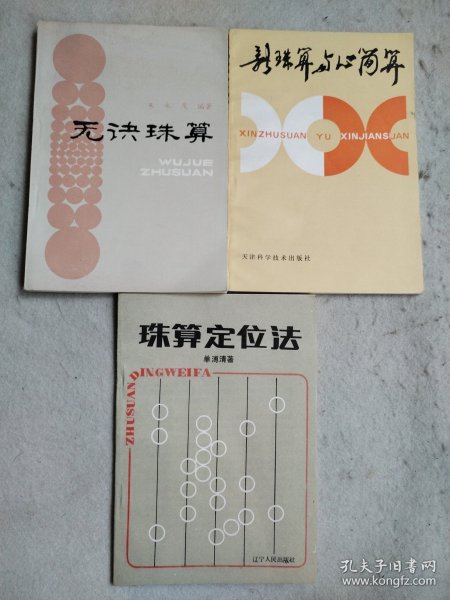 编著
无诀珠算
WUJUE
ZHUSUAN
新珠算与心简算
XINZHUSUAN YU XINJIANSUAN
天津科学技术出版社
珠算定位法
单溥清著
ZHUSUAN DINGWEIFA
辽宁人民出版社
孔夫子旧书网
www.kongfz.com